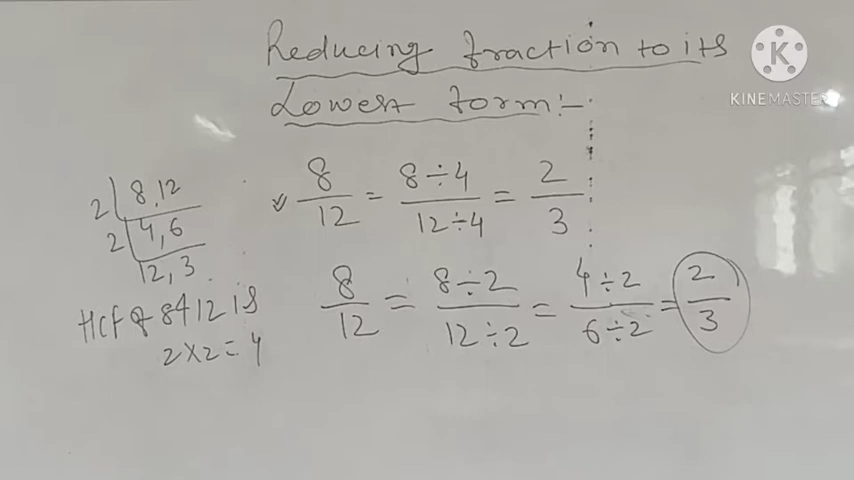 Reducing fraction to its
Lowest form:-
K
KINEMASTER
2 | 8,12
2 | 4,6
2,3
HCF of 8 & 12 is
2×2=4
8/12 = 8÷4/12÷4 = 2/3
8/12 = 8÷2/12÷2 = 4÷2/6÷2 = 2/3